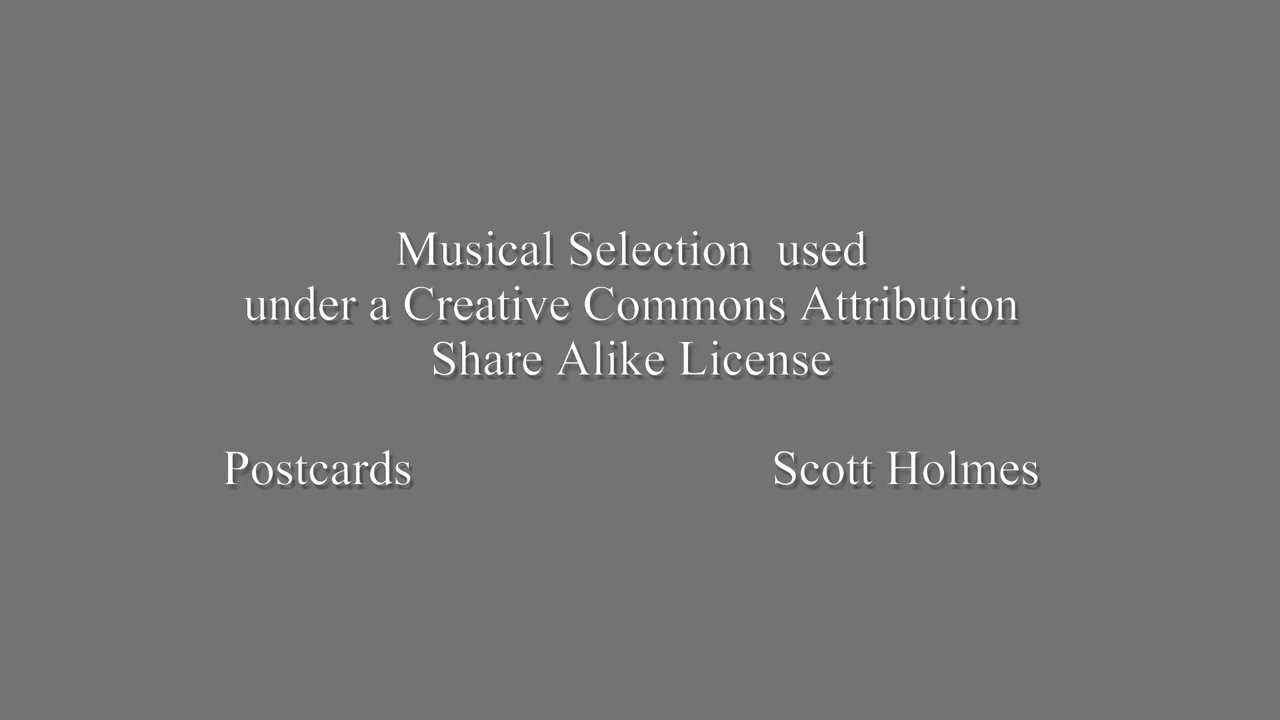 Musical Selection  used
under a Creative Commons Attribution
Share Alike License
Postcards Scott Holmes